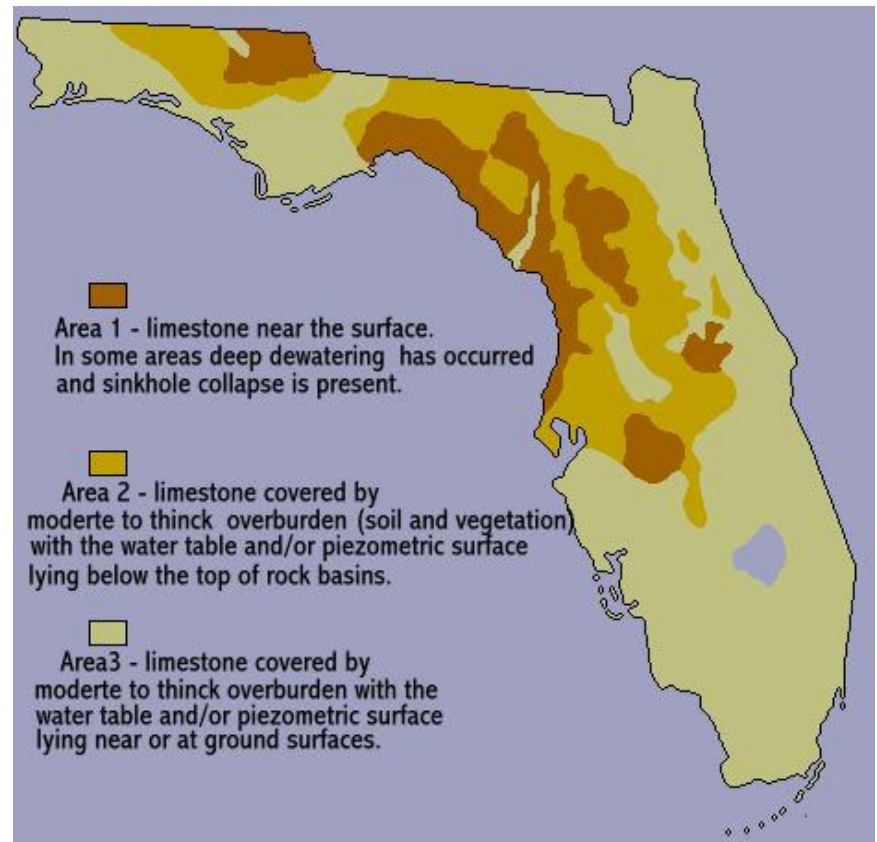 Area 1 - limestone near the surface.
In some areas deep dewatering has occurred
and sinkhole collapse is present.
Area 2 - limestone covered by
moderte to thinck overburden (soil and vegetation)
with the water table and/or piezometric surface
lying below the top of rock basins.
Area3 - limestone covered by
moderte to thinck overburden with the
water table and/or piezometric surface
lying near or at ground surfaces.